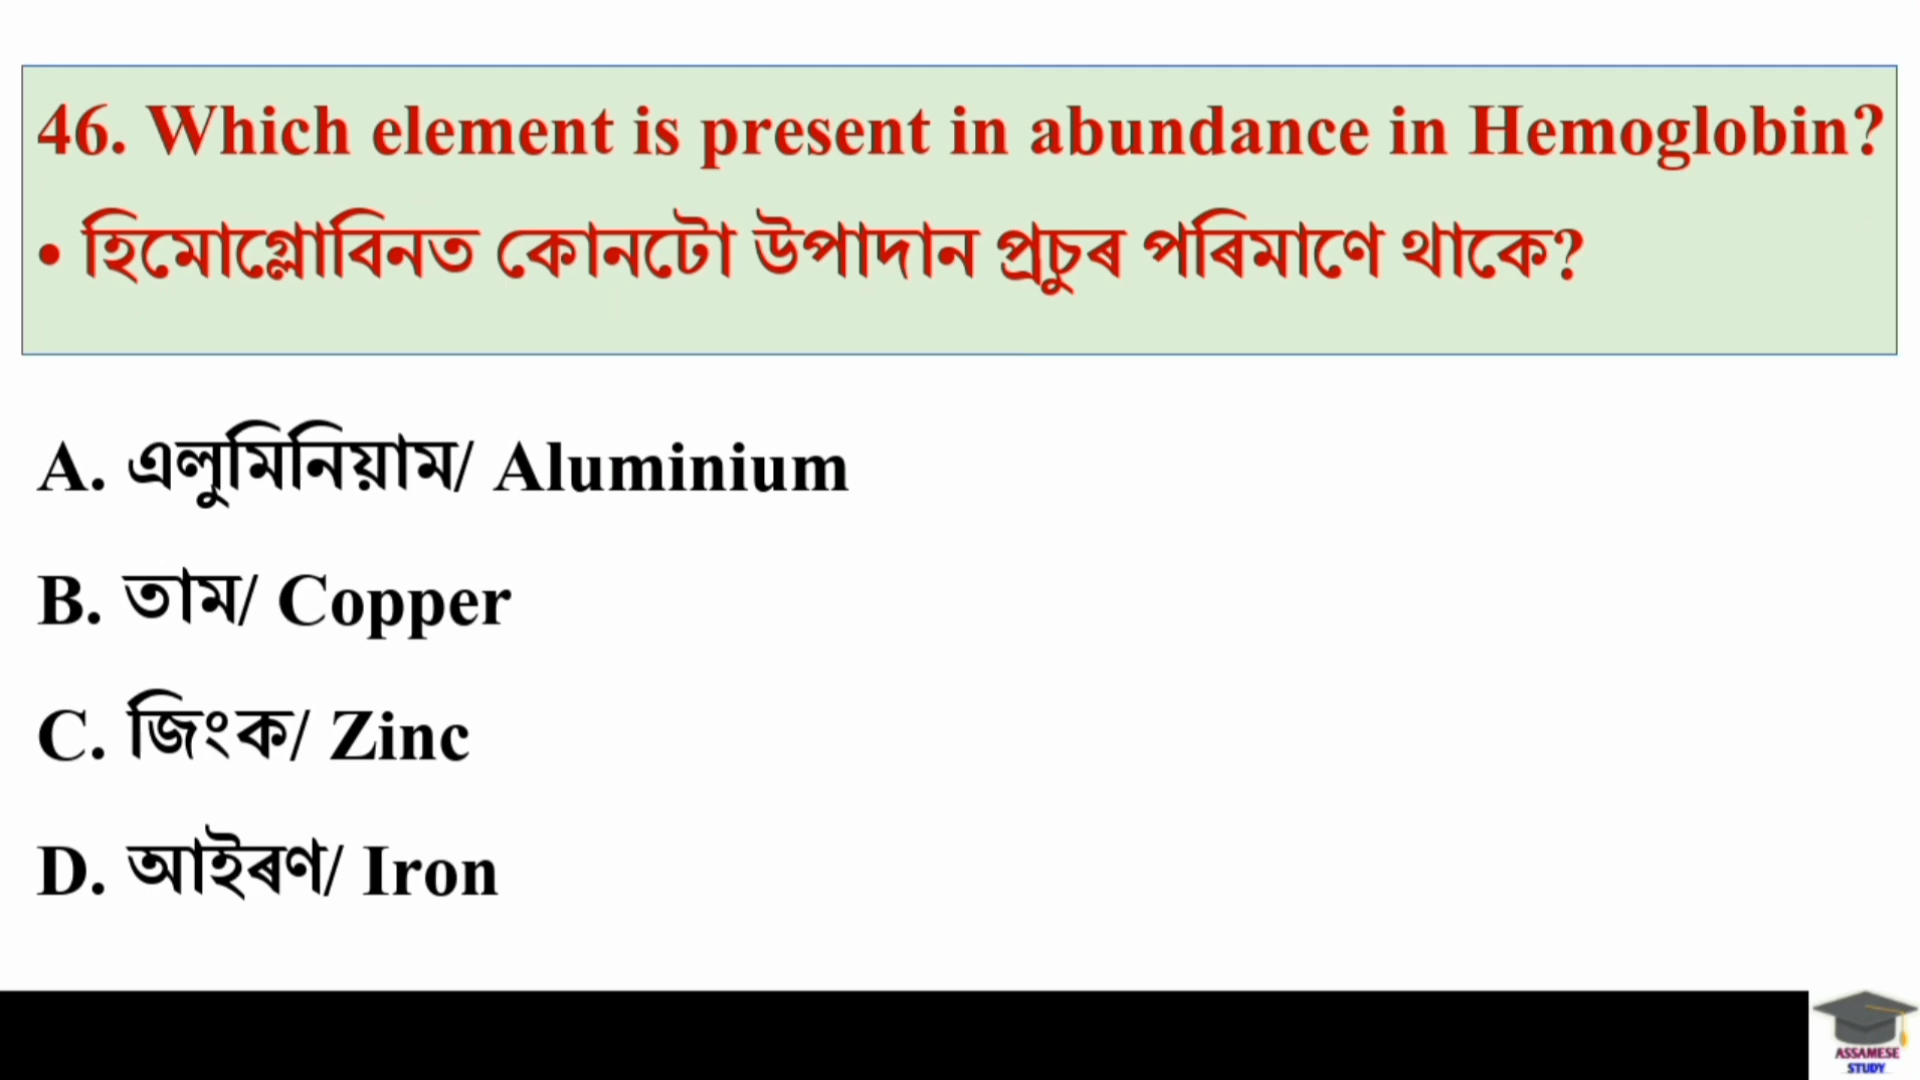 46. Which element is present in abundance in Hemoglobin?
• হিমোগ্লোবিনত কোনটো উপাদান প্ৰচুৰ পৰিমাণে থাকে?
A. এলুমিনিয়াম/ Aluminium
B. তাম/ Copper
C. জিংক/ Zinc
D. আইৰণ/ Iron
ASSAMESE
STUDY